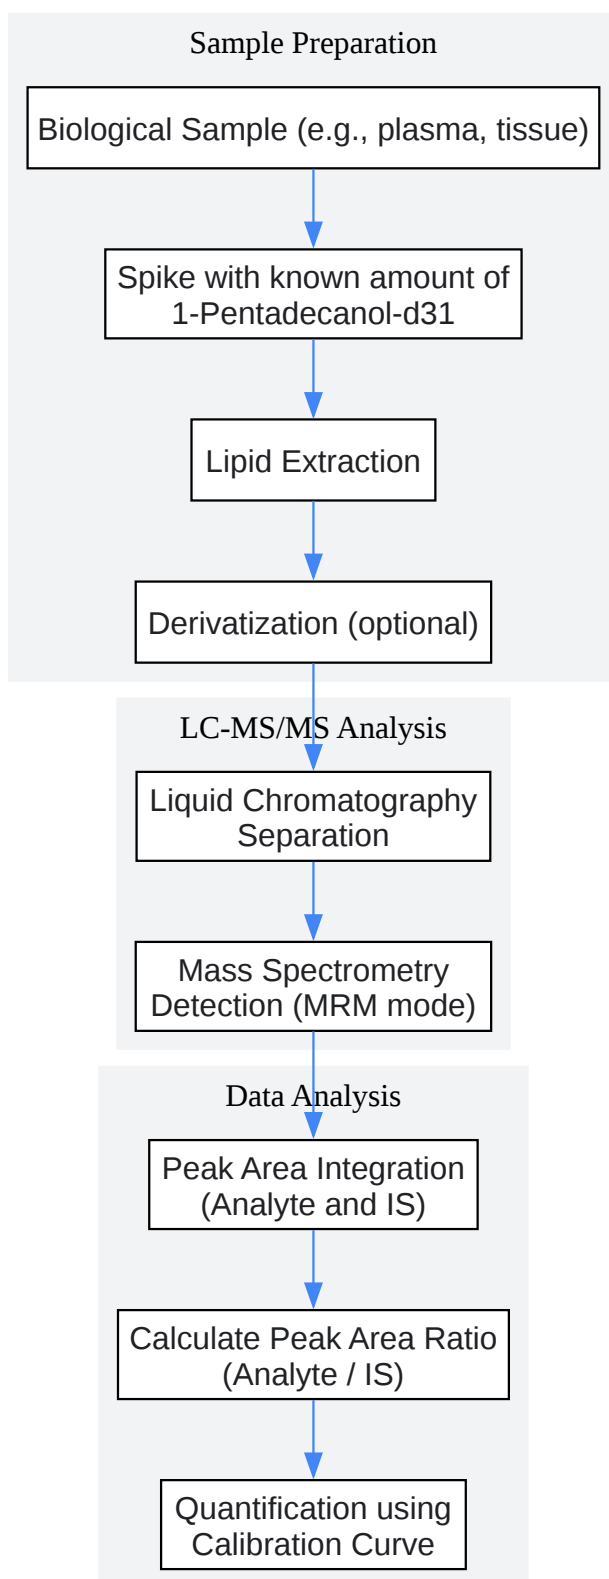 Sample Preparation
Biological Sample (e.g., plasma, tissue)
Spike with known amount of
1-Pentadecanol-d31
Lipid Extraction
Derivatization (optional)
LC-MS/MS Analysis
Liquid Chromatography
Separation
Mass Spectrometry
Detection (MRM mode)
Data Analysis
Peak Area Integration
(Analyte and IS)
Calculate Peak Area Ratio
(Analyte / IS)
Quantification using
Calibration Curve